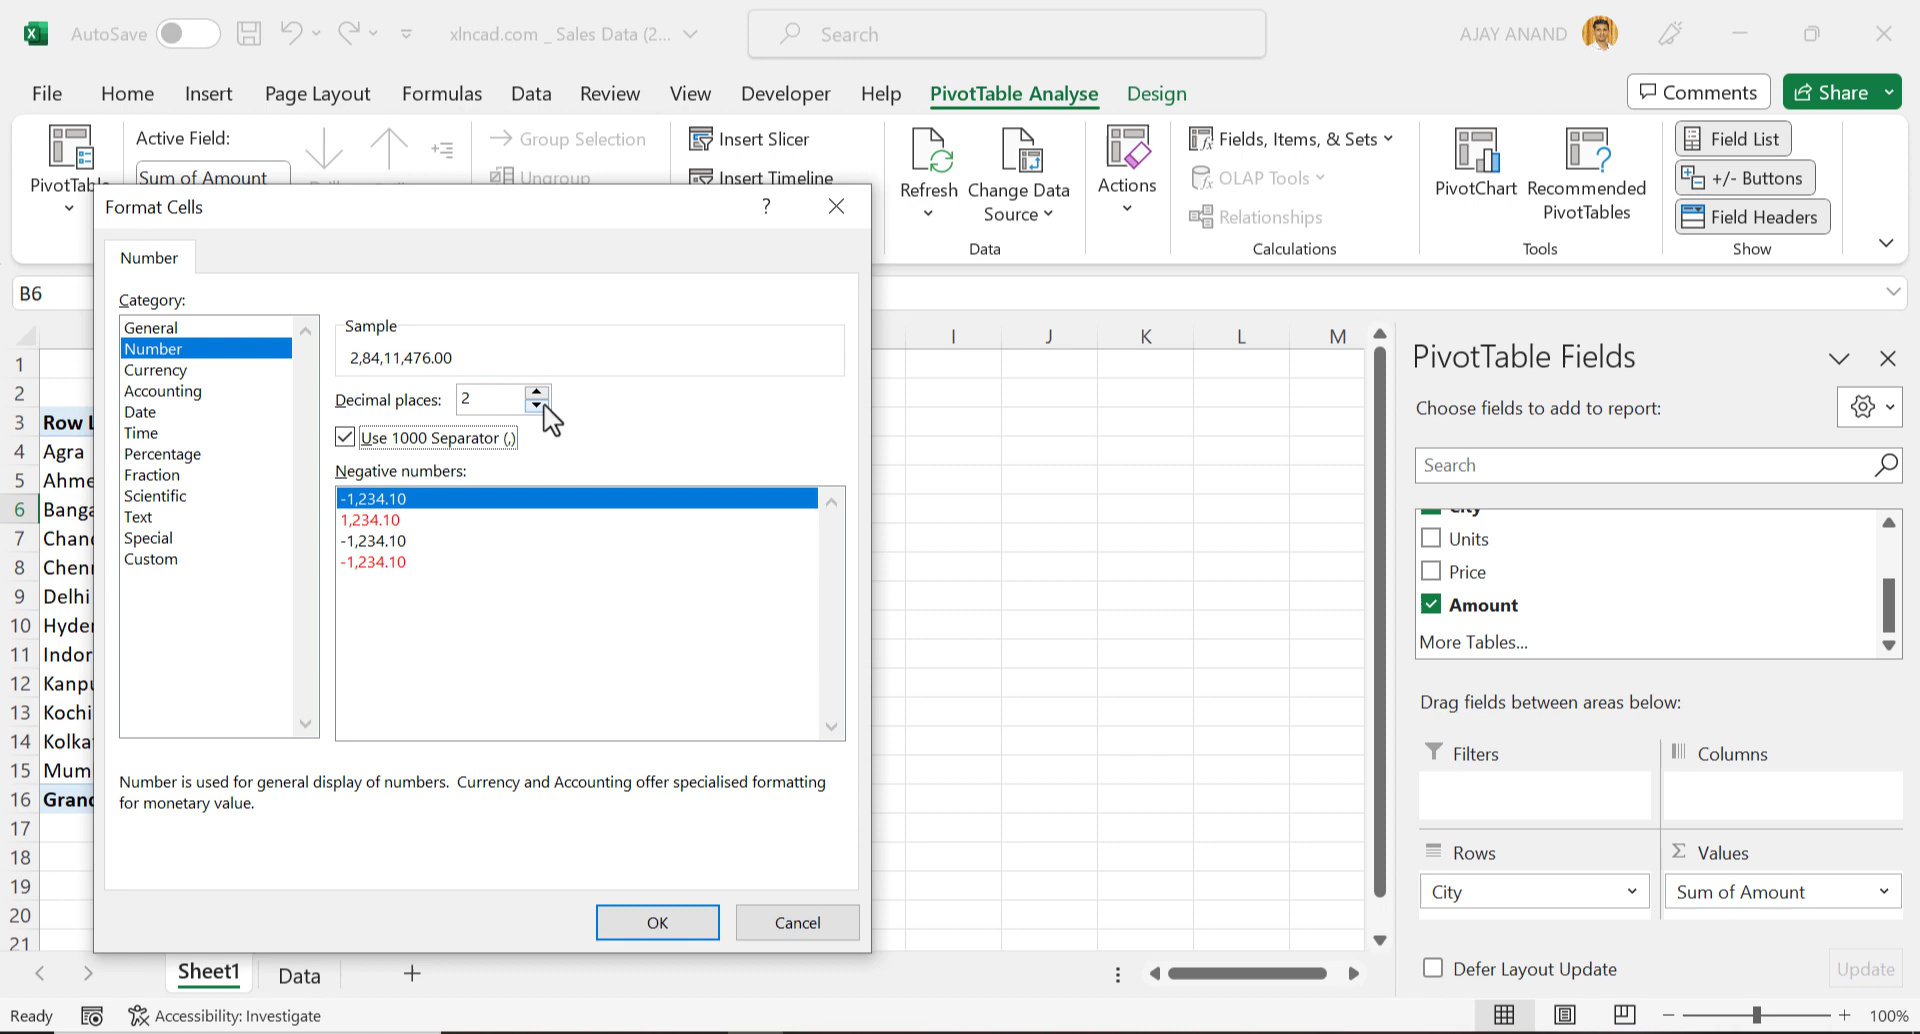 AutoSave
xlncad.com _ Sales Data (2...
Search
AJAY ANAND
File Home Insert Page Layout Formulas Data Review View Developer Help PivotTable Analyse Design
Comments
Share
PivotTable
Active Field:
Sum of Amount
Group Selection
Ungroup
Insert Slicer
Insert Timeline
Refresh
Change Data
Source
Data
Actions
Fields, Items, & Sets
OLAP Tools
Relationships
Calculations
PivotChart
Recommended
PivotTables
Tools
Field List
+/- Buttons
Field Headers
Show
B6
Format Cells
?
Number
Category:
General
Number
Currency
Accounting
Date
Time
Percentage
Fraction
Scientific
Text
Special
Custom
Sample
2,84,11,476.00
Decimal places: 2
Use 1000 Separator (,)
Negative numbers:
-1,234.10
1,234.10
-1,234.10
-1,234.10
Number is used for general display of numbers. Currency and Accounting offer specialised formatting
for monetary value.
OK
Cancel
I J K L M
1
2
3 Row L
4 Agra
5 Ahme
6 Banga
7 Chan
8 Chenn
9 Delhi
10 Hyder
11 Indor
12 Kanpu
13 Kochi
14 Kolka
15 Mum
16 Grand
17
18
19
20
21
PivotTable Fields
Choose fields to add to report:
Search
City
Units
Price
Amount
More Tables...
Drag fields between areas below:
Filters
Columns
Rows
Σ Values
City
Sum of Amount
Defer Layout Update
Update
Sheet1
Data
Ready
Accessibility: Investigate
100%